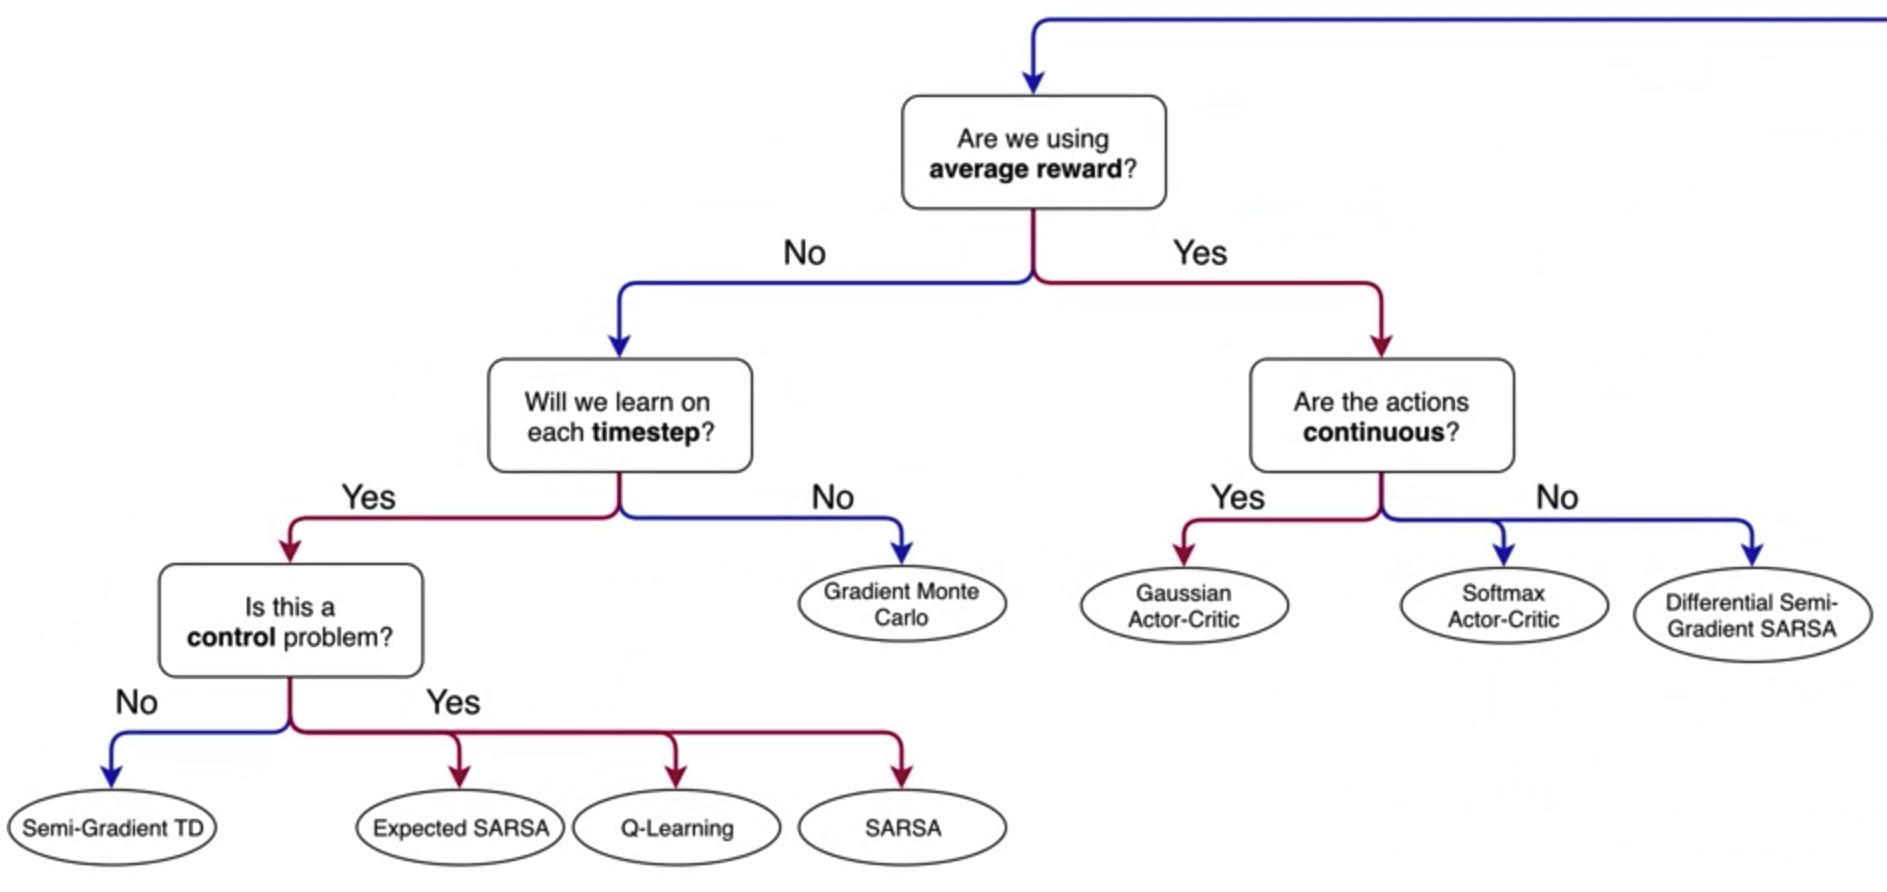 Are we using
average reward?
No
Yes
Will we learn on
each timestep?
Are the actions
continuous?
Yes
No
Yes
No
Is this a
control problem?
Gradient Monte
Carlo
Gaussian
Actor-Critic
Softmax
Actor-Critic
Differential Semi-
Gradient SARSA
No
Yes
Semi-Gradient TD
Expected SARSA
Q-Learning
SARSA